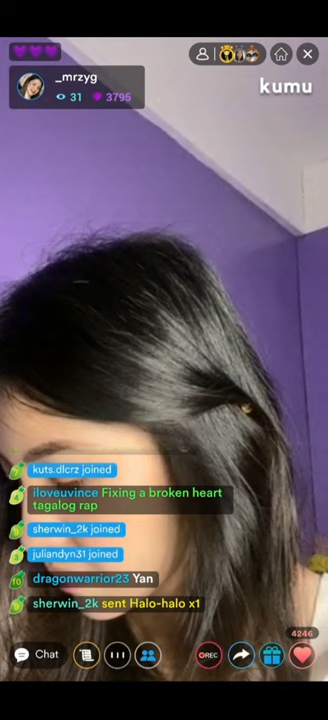 _mrzyg
31 3795
kumu
kuts.dlcrz joined
iloveuvince Fixing a broken heart
tagalog rap
sherwin_2k joined
juliandyn31 joined
dragonwarrior23 Yan
sherwin_2k sent Halo-halo x1
4246
Chat
REC